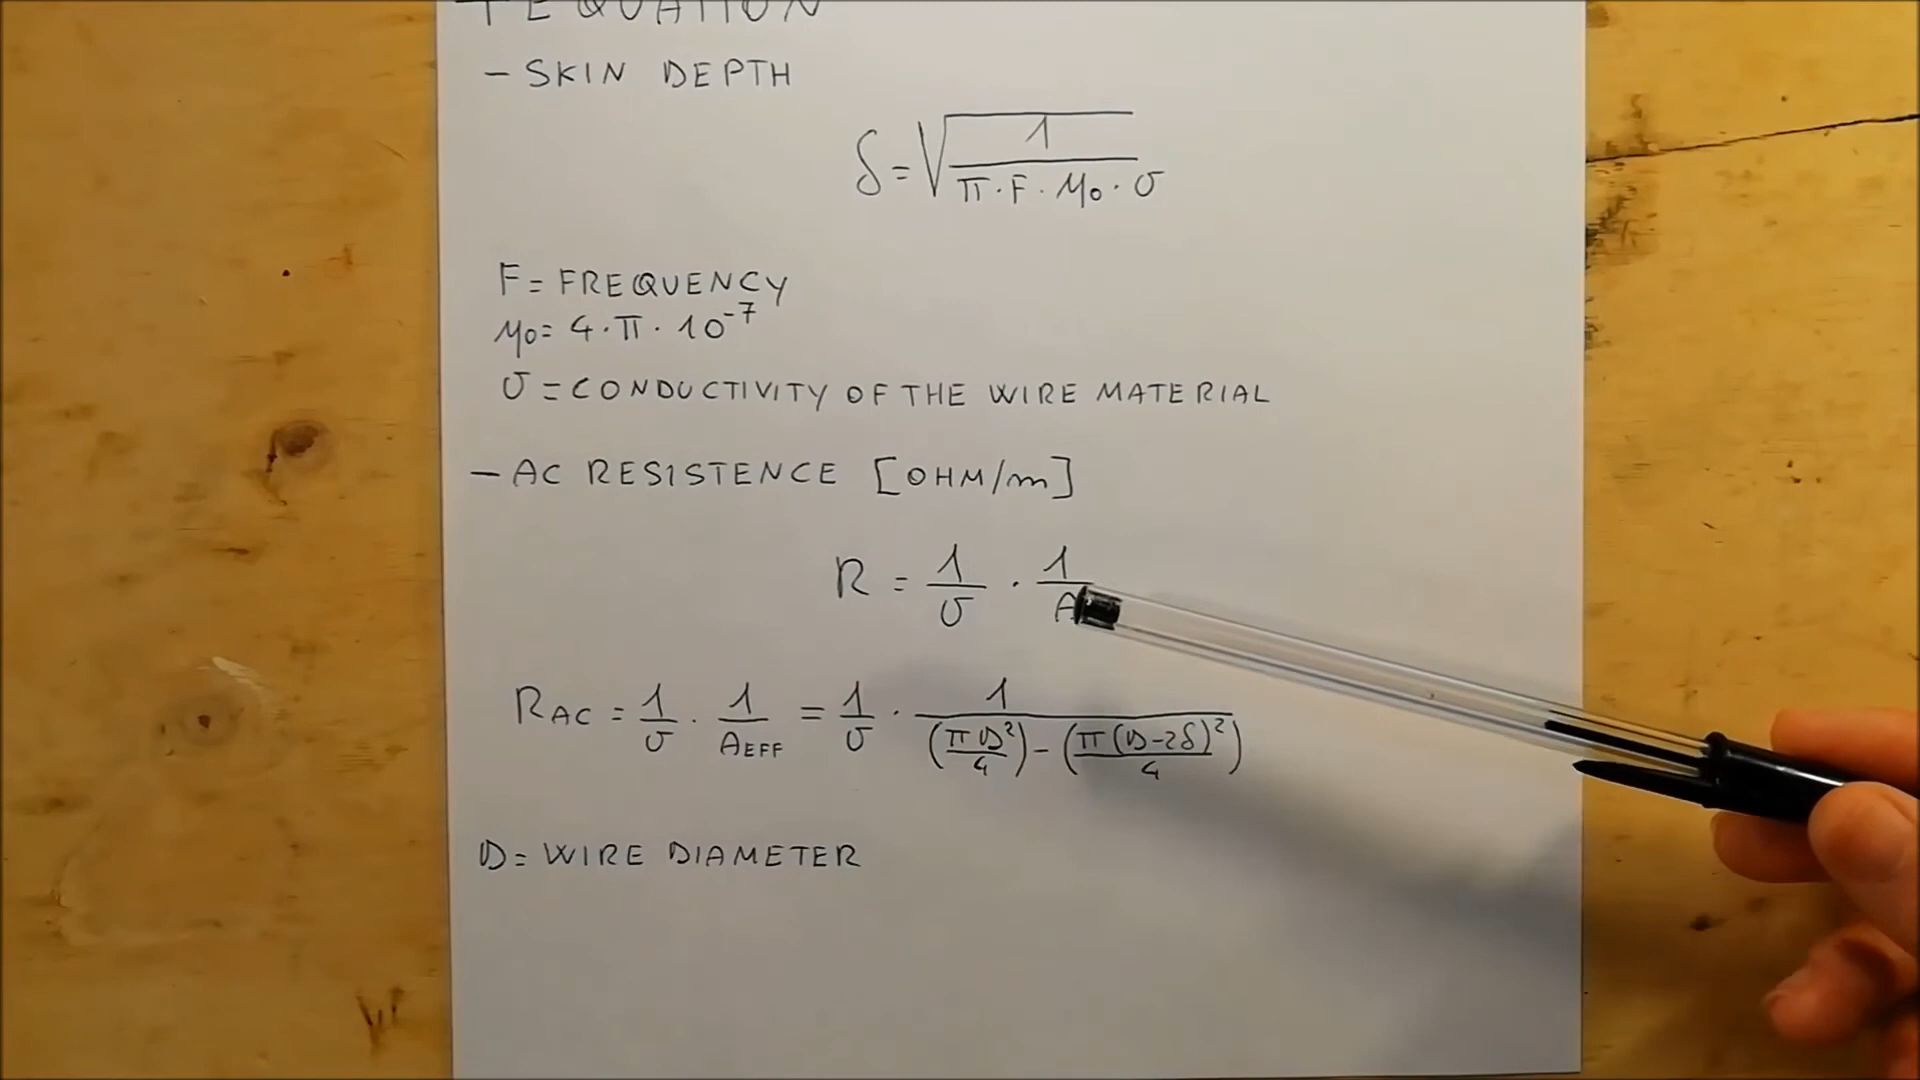 EQUATION
- SKIN DEPTH
δ = √(1 / (π · F · μ0 · σ))
F = FREQUENCY
μ0 = 4 · π · 10^-7
σ = CONDUCTIVITY OF THE WIRE MATERIAL
- AC RESISTENCE [OHM/m]
R = 1/σ · 1/A
RAC = 1/σ · 1/AEFF = 1/σ · 1/((πD²/4) - (π(D-2δ)²/4))
D = WIRE DIAMETER